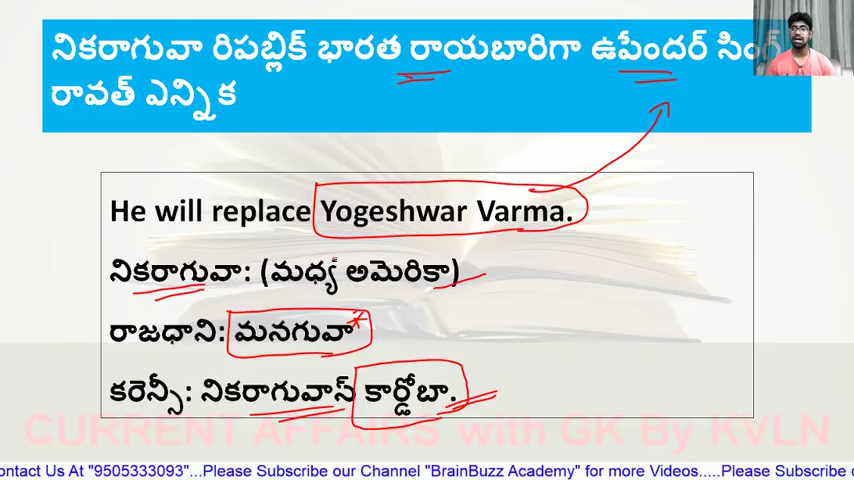 నికరాగువా రిపబ్లిక్ భారత రాయబారిగా ఉపేందర్ సింగ్
రావత్ ఎన్నిక
He will replace Yogeshwar Varma.
నికరాగువా: (మధ్య అమెరికా)
రాజధాని: మనగువా
కరెన్సీ: నికరాగువాన్ కార్డోబా.
CURRENT AFFAIRS with GK By KVLN
ontact Us At "9505333093"...Please Subscribe our Channel "BrainBuzz Academy" for more Videos.....Please Subscribe o